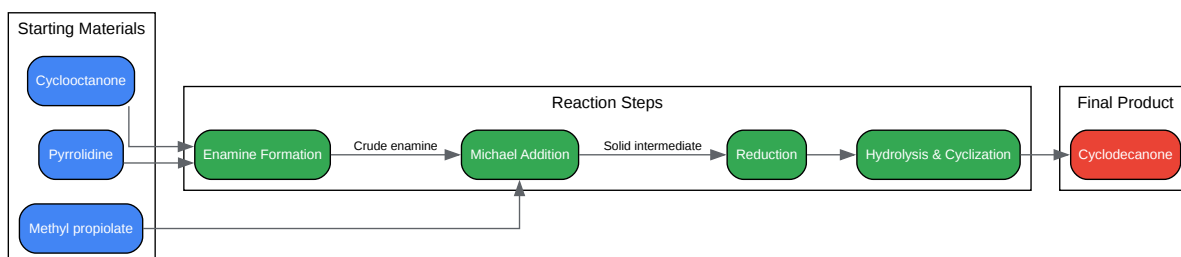 Starting Materials
Cyclooctanone
Pyrrolidine
Methyl propiolate
Reaction Steps
Enamine Formation
Crude enamine
Michael Addition
Solid intermediate
Reduction
Hydrolysis & Cyclization
Final Product
Cyclodecanone